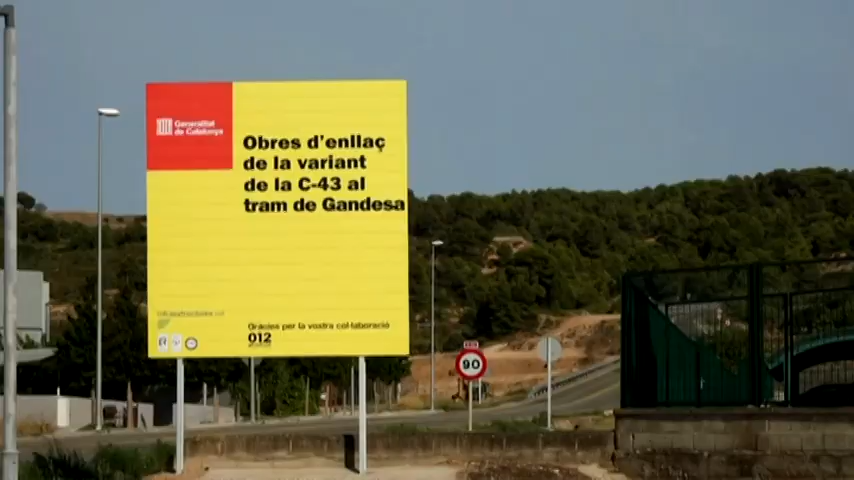 Generalitat
de Catalunya
Obres d'enllaç
de la variant
de la C-43 al
tram de Gandesa
Gràcies per la vostra col·laboració
012
90